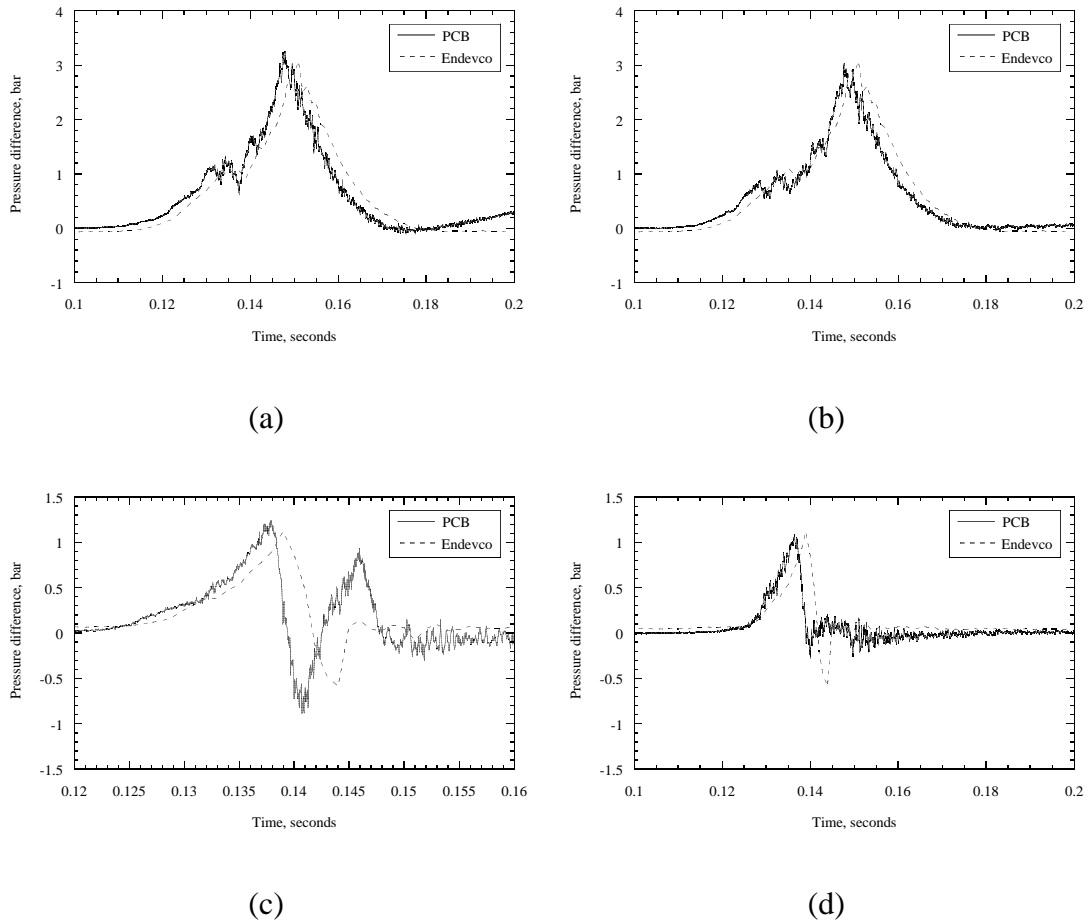 4
3
2
1
0
-1
Pressure difference, bar
PCB
Endevco
0.1 0.12 0.14 0.16 0.18 0.2
Time, seconds
(a)
4
3
2
1
0
-1
Pressure difference, bar
PCB
Endevco
0.1 0.12 0.14 0.16 0.18 0.2
Time, seconds
(b)
1.5
1
0.5
0
-0.5
-1
-1.5
Pressure difference, bar
PCB
Endevco
0.12 0.125 0.13 0.135 0.14 0.145 0.15 0.155 0.16
Time, seconds
(c)
1.5
1
0.5
0
-0.5
-1
-1.5
Pressure difference, bar
PCB
Endevco
0.1 0.12 0.14 0.16 0.18 0.2
Time, seconds
(d)